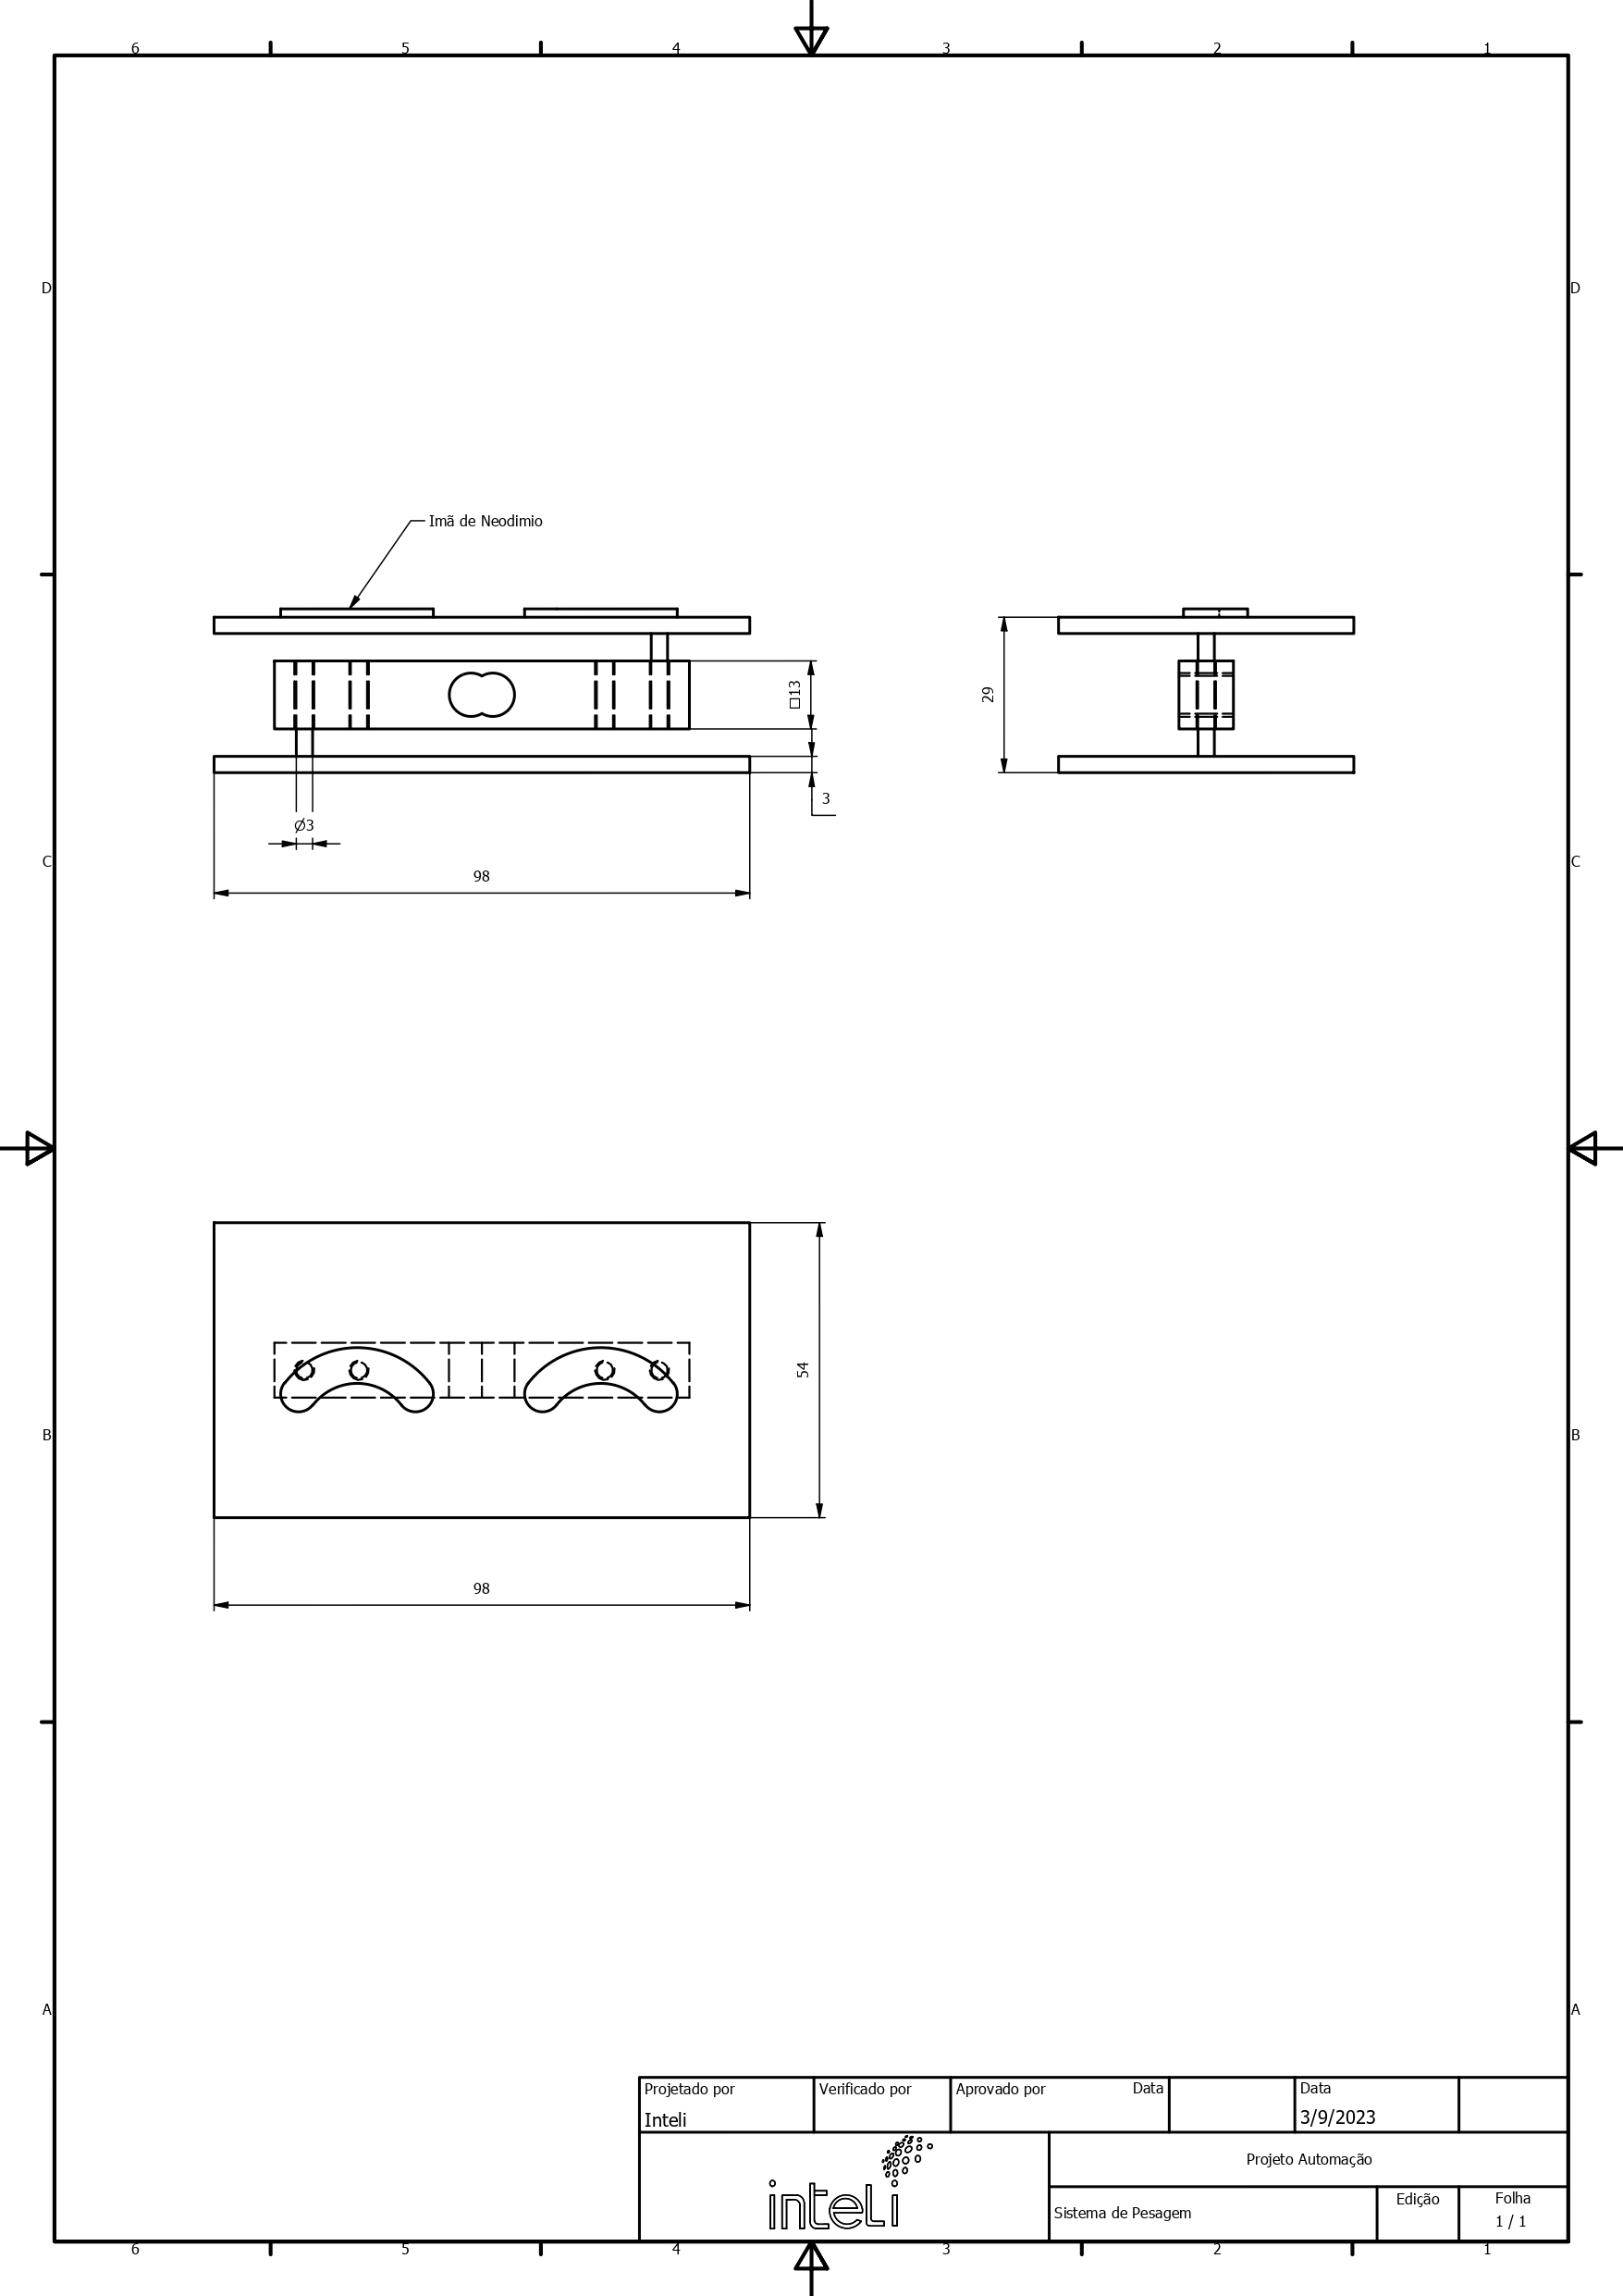 6 5 4 3 2 1
D D
Imã de Neodimio
□13
29
3
Ø3
98
C C
54
B B
98
A A
Projetado por
Inteli
Verificado por
Aprovado por
Data
Data
3/9/2023
inteli
Projeto Automação
Sistema de Pesagem
Edição
Folha
1 / 1
6 5 4 3 2 1